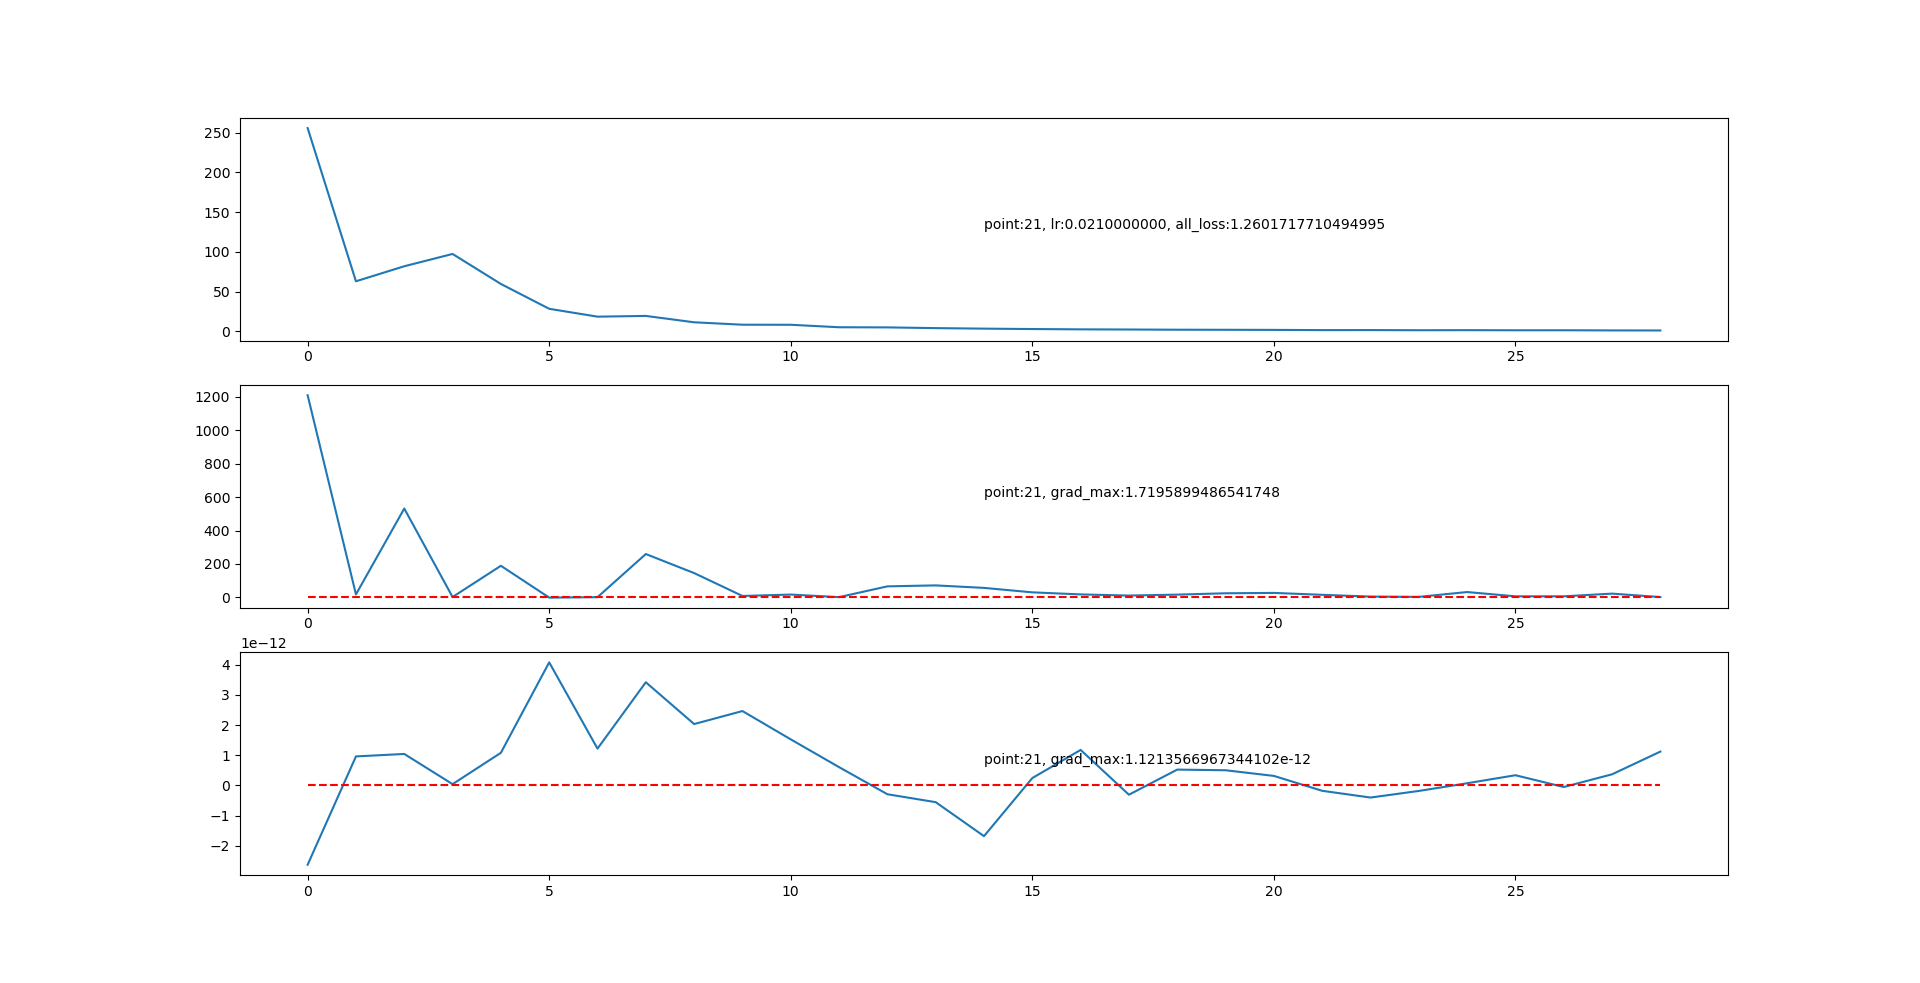 250
200
150
100
50
0
point:21, lr:0.0210000000, all_loss:1.2601717710494995
0 5 10 15 20 25
1200
1000
800
600
400
200
0
point:21, grad_max:1.7195899486541748
0 5 10 15 20 25
1e−12
4
3
2
1
0
−1
−2
point:21, grad_max:1.1213566967344102e-12
0 5 10 15 20 25